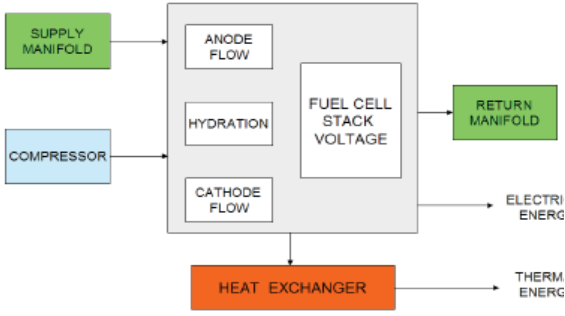 SUPPLY
MANIFOLD
COMPRESSOR
ANODE
FLOW
HYDRATION
CATHODE
FLOW
FUEL CELL
STACK
VOLTAGE
RETURN
MANIFOLD
HEAT EXCHANGER